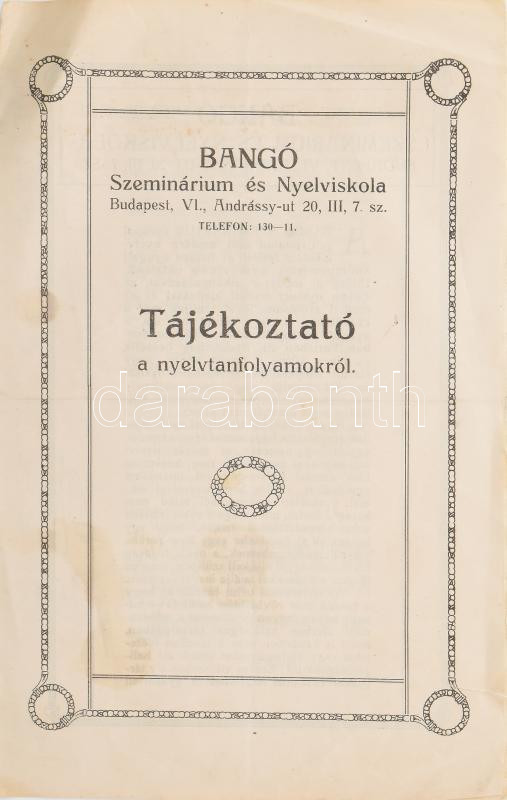 BANGÓ
Szeminárium és Nyelviskola
Budapest, VI., Andrássy-ut 20, III, 7. sz.
TELEFON: 130—11.
Tájékoztató
a nyelvtanfolyamokról.
darabanth